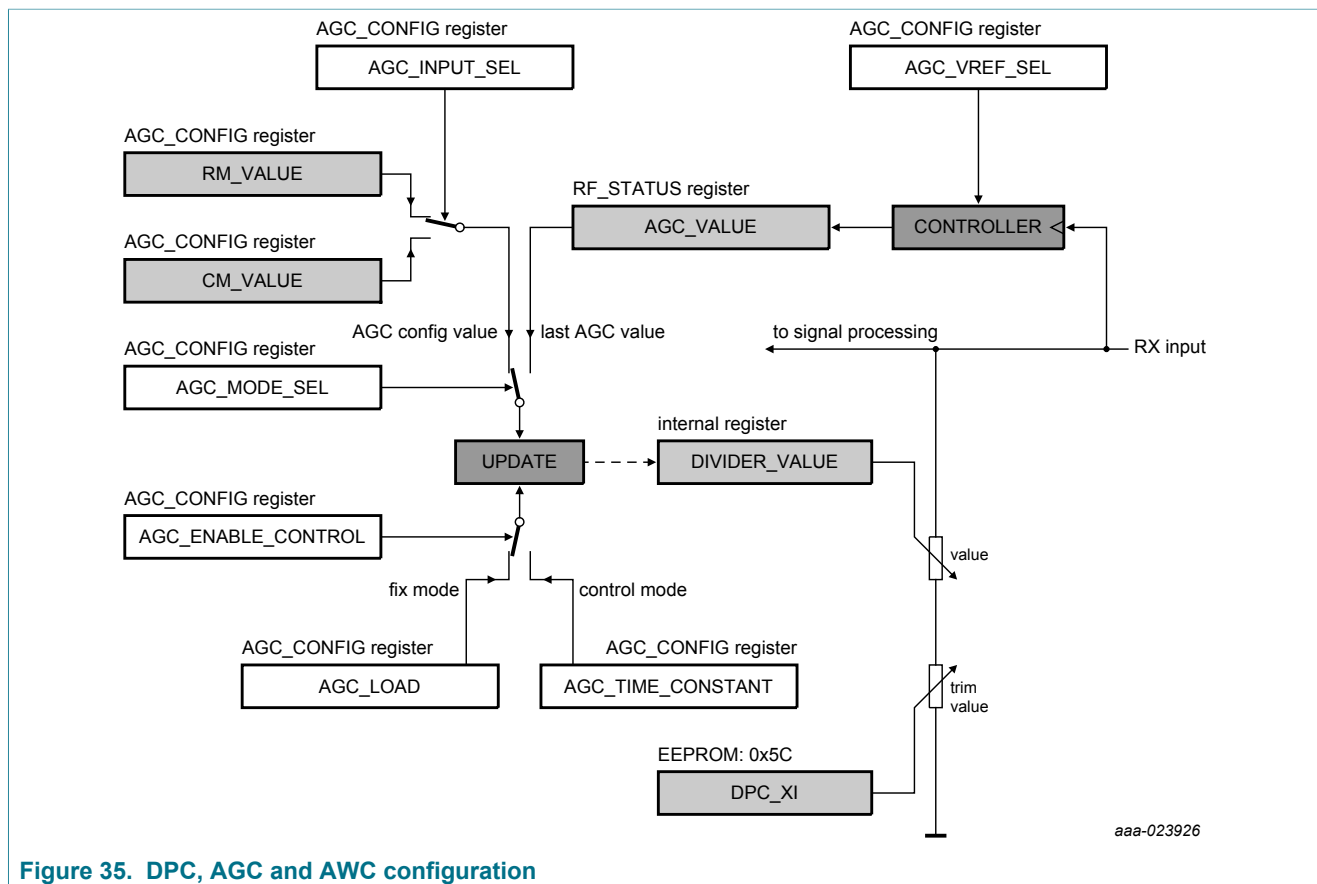 AGC_CONFIG register
AGC_INPUT_SEL
AGC_CONFIG register
AGC_VREF_SEL
AGC_CONFIG register
RM_VALUE
RF_STATUS register
AGC_VALUE
CONTROLLER
AGC_CONFIG register
CM_VALUE
AGC config value
last AGC value
to signal processing
RX input
AGC_CONFIG register
AGC_MODE_SEL
UPDATE
internal register
DIVIDER_VALUE
AGC_CONFIG register
AGC_ENABLE_CONTROL
value
fix mode
control mode
AGC_CONFIG register
AGC_LOAD
AGC_CONFIG register
AGC_TIME_CONSTANT
trim
value
EEPROM: 0x5C
DPC_XI
aaa-023926
Figure 35. DPC, AGC and AWC configuration